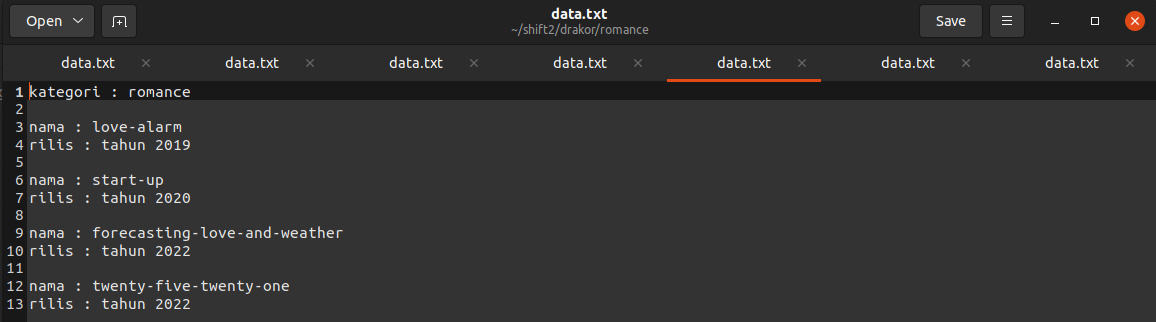 Open
data.txt
~/shift2/drakor/romance
Save
data.txt data.txt data.txt data.txt data.txt data.txt data.txt
1 kategori : romance
2
3 nama : love-alarm
4 rilis : tahun 2019
5
6 nama : start-up
7 rilis : tahun 2020
8
9 nama : forecasting-love-and-weather
10 rilis : tahun 2022
11
12 nama : twenty-five-twenty-one
13 rilis : tahun 2022